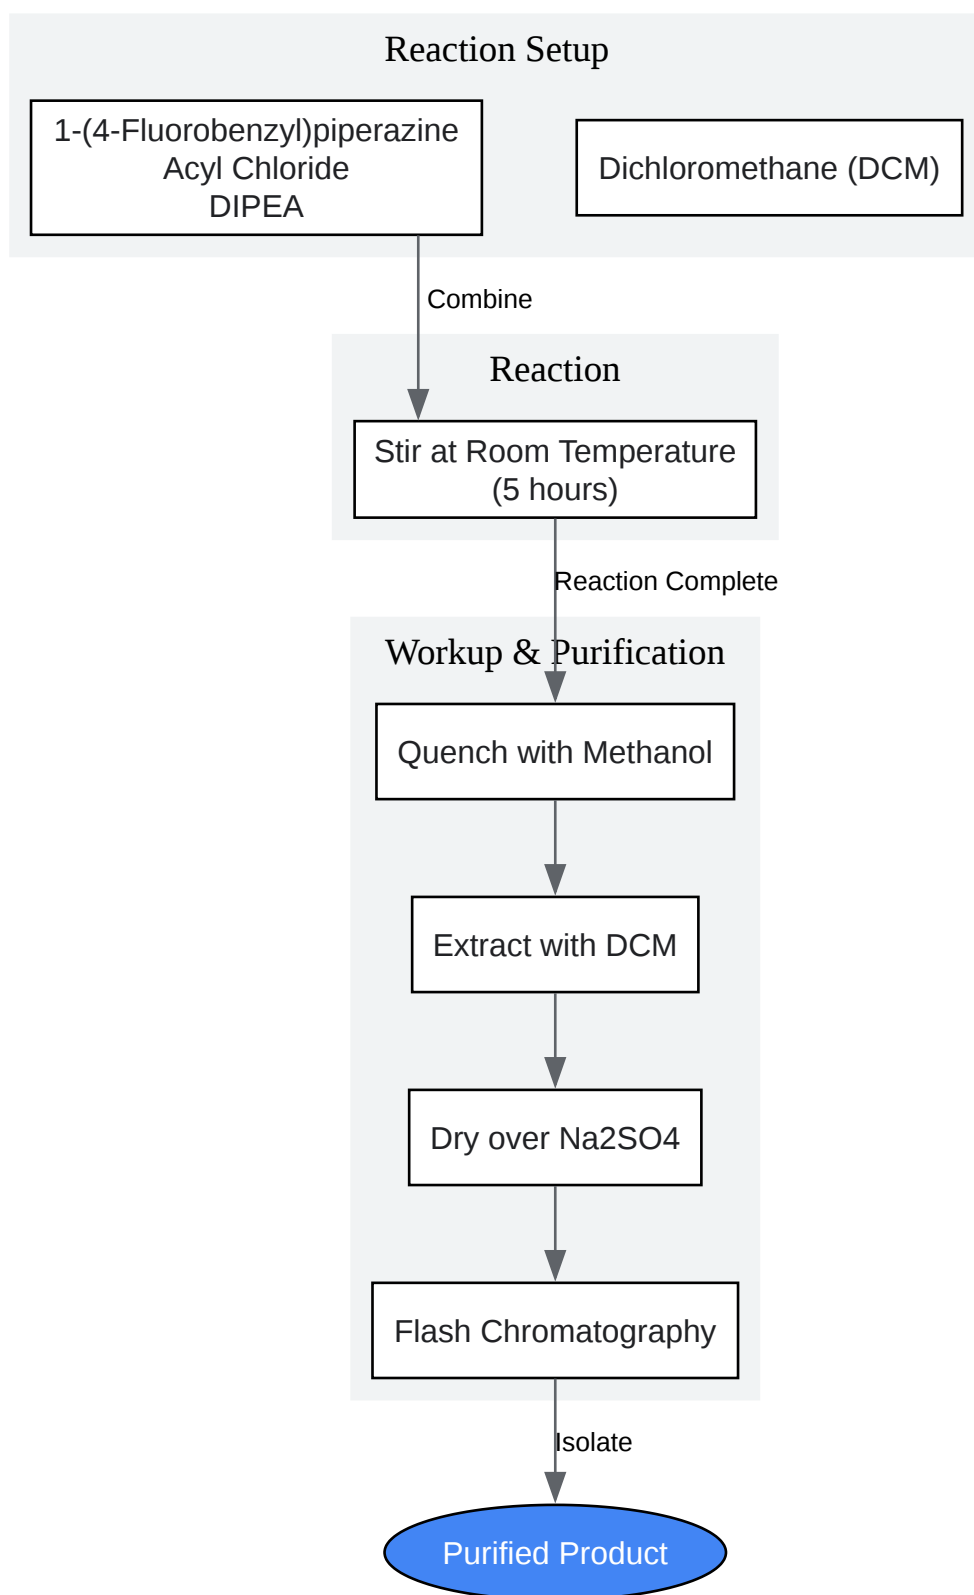 Reaction Setup
1-(4-Fluorobenzyl)piperazine
Acyl Chloride
DIPEA
Dichloromethane (DCM)
Combine
Reaction
Stir at Room Temperature
(5 hours)
Reaction Complete
Workup & Purification
Quench with Methanol
Extract with DCM
Dry over Na2SO4
Flash Chromatography
Isolate
Purified Product